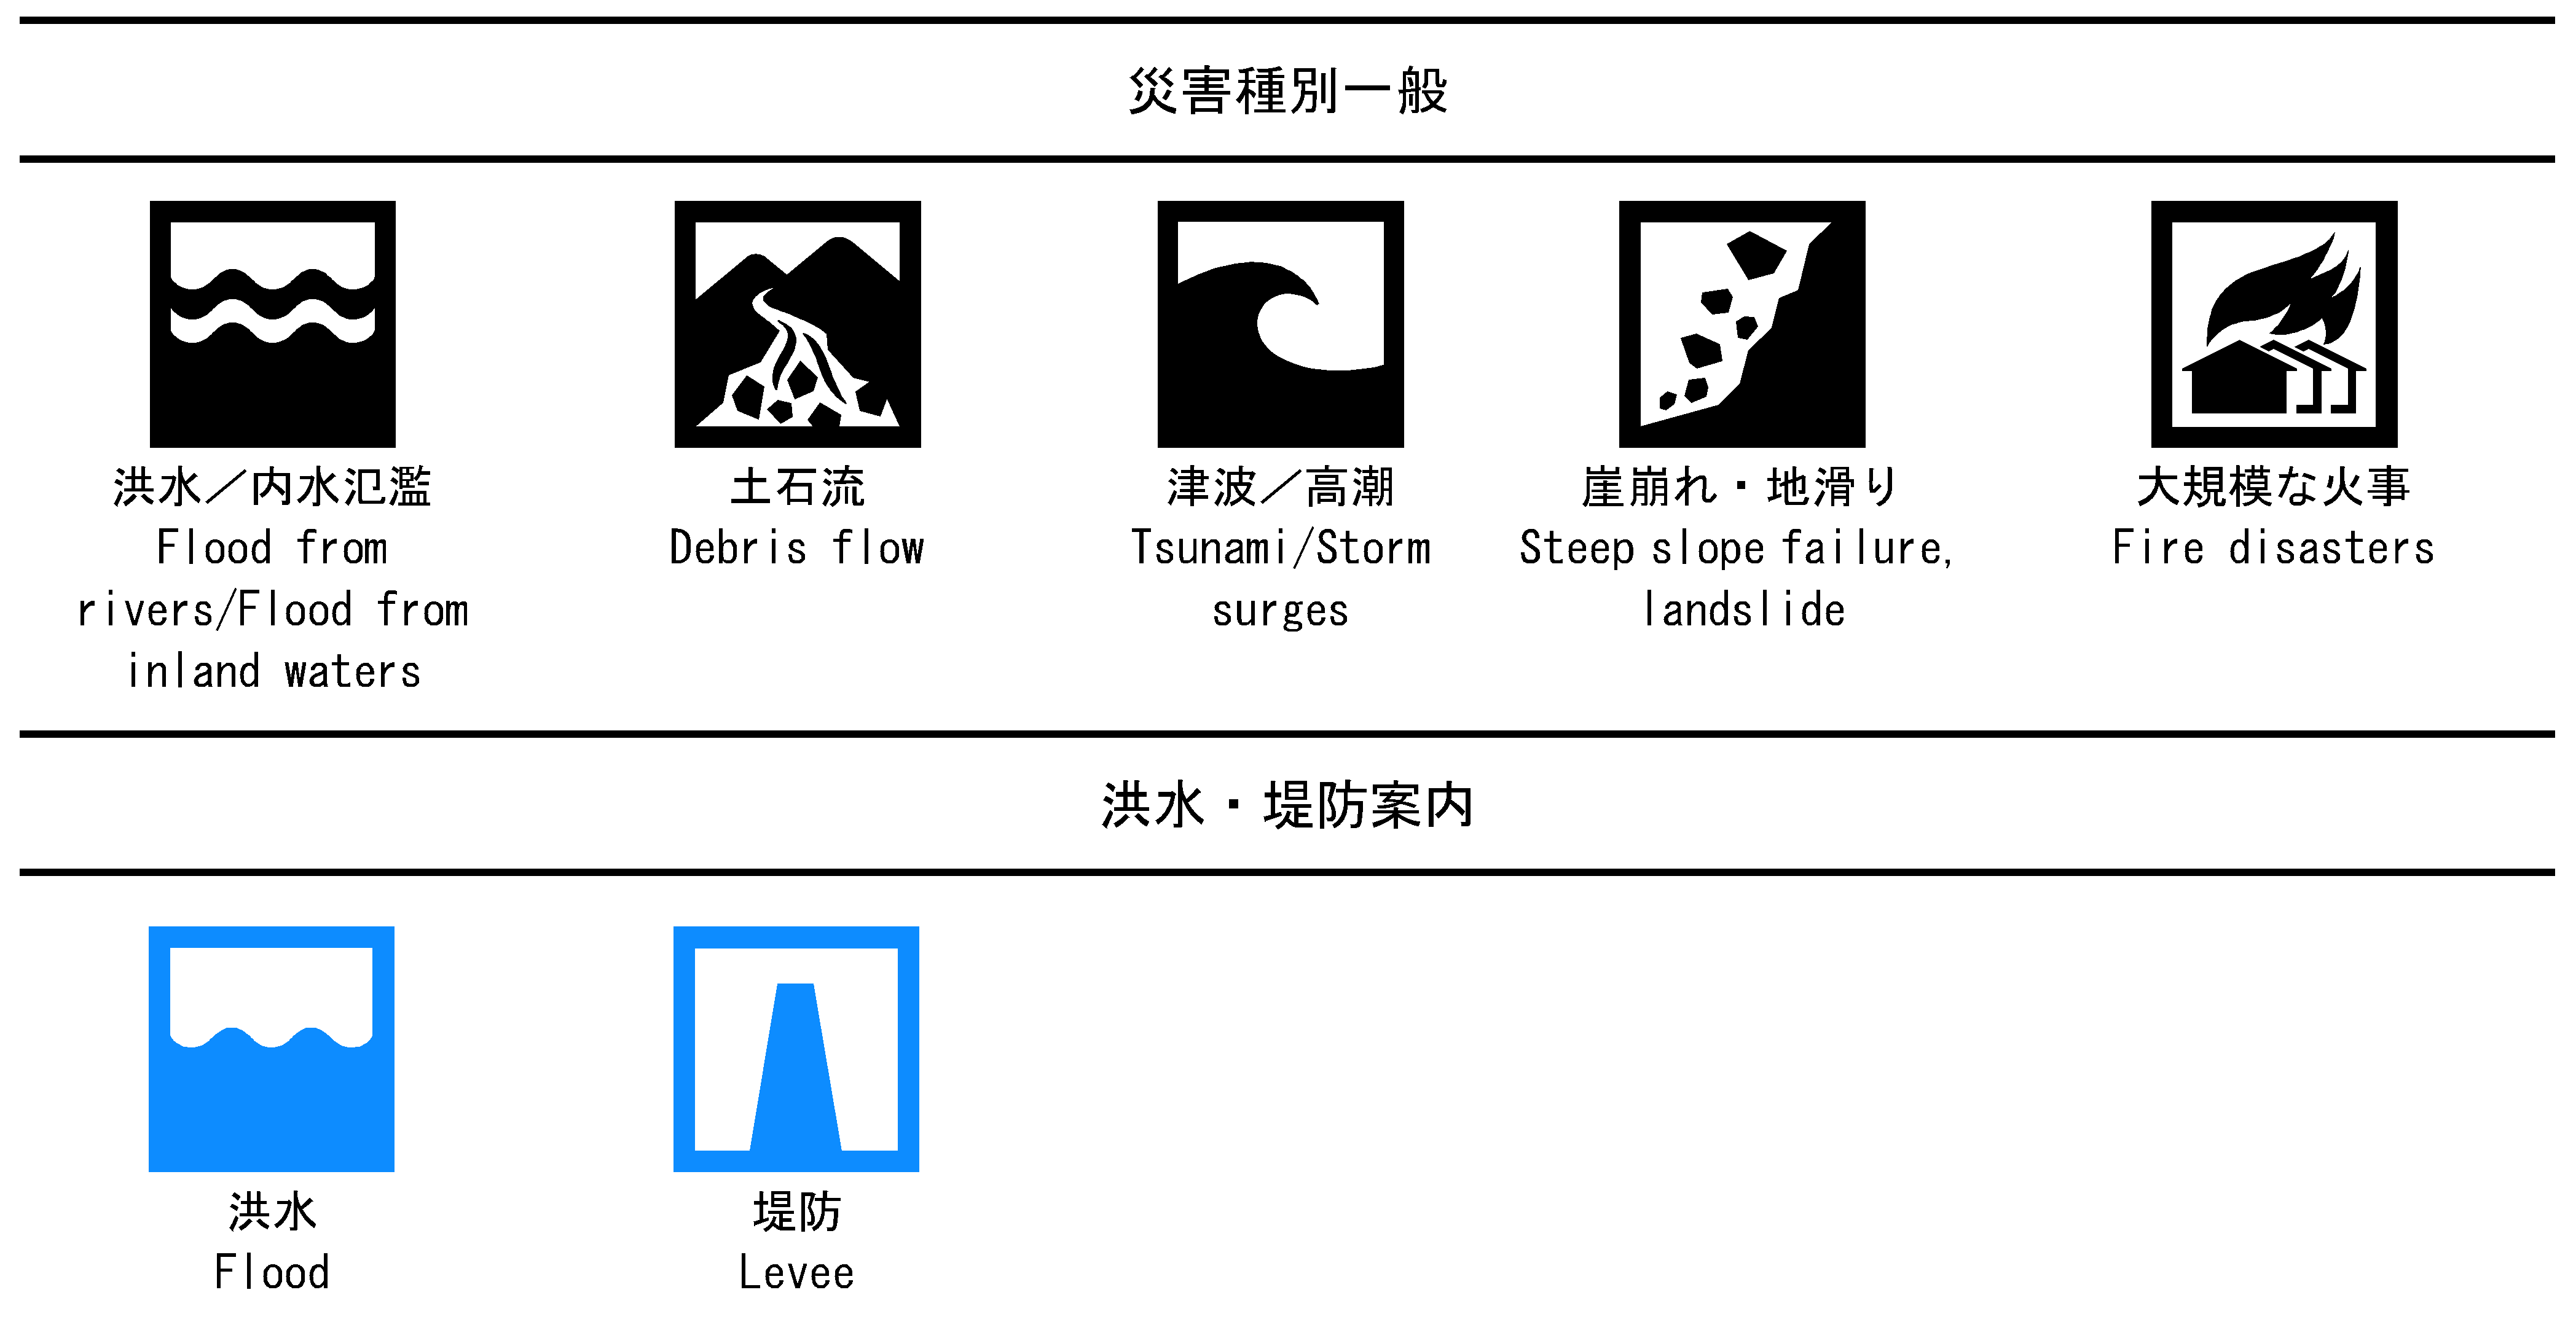 災害種別一般
洪水／内水氾濫
Flood from
rivers/Flood from
inland waters
土石流
Debris flow
津波／高潮
Tsunami/Storm
surges
崖崩れ・地滑り
Steep slope failure,
landslide
大規模な火事
Fire disasters
洪水・堤防案内
洪水
Flood
堤防
Levee